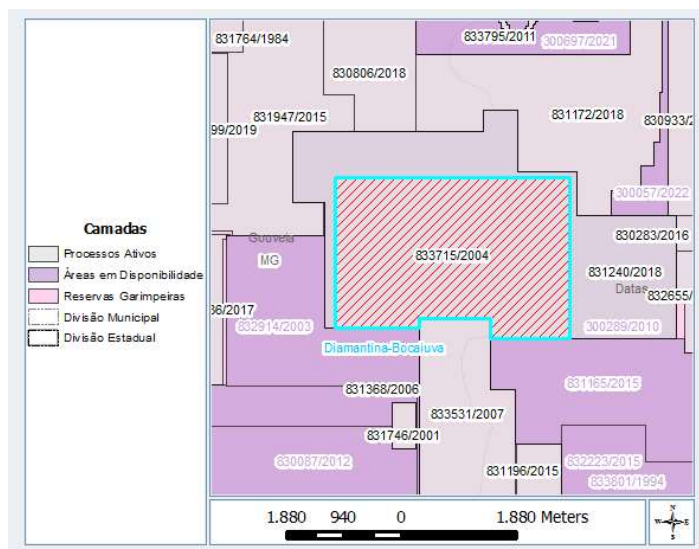 Camadas
Processos Ativos
Áreas em Disponibilidade
Reservas Garimpeiras
Divisão Municipal
Divisão Estadual
831764/1984
833795/2011
300697/2021
830806/2018
831947/2015
831172/2018
99/2019
830933/2
300057/2022
Gouveia
MG
833715/2004
830283/2016
831240/2018
Datas
832655/
36/2017
832914/2003
300289/2010
Diamantina-Bocaiuva
831165/2015
831368/2006
833531/2007
831746/2001
830087/2012
831196/2015
832223/2015
833801/1994
1.880 940 0 1.880 Meters
N
W E
S